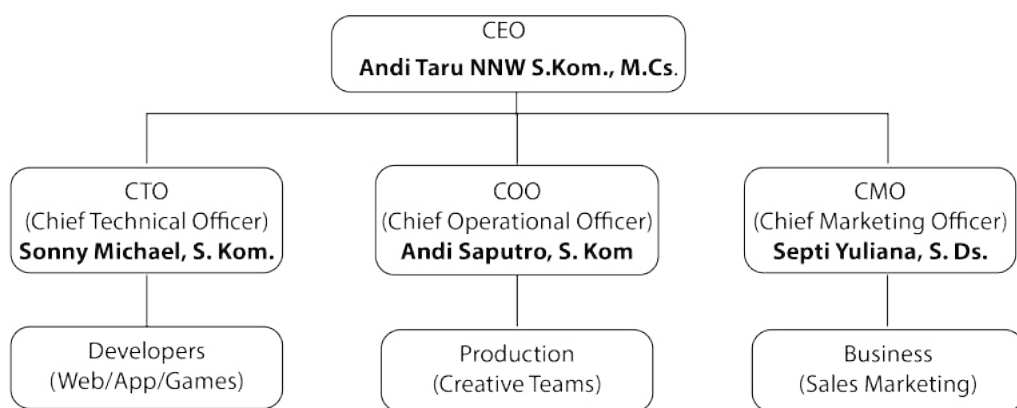 CEO
Andi Taru NNW S.Kom., M.Cs.
CTO
(Chief Technical Officer)
Sonny Michael, S. Kom.
COO
(Chief Operational Officer)
Andi Saputro, S. Kom
CMO
(Chief Marketing Officer)
Septi Yuliana, S. Ds.
Developers
(Web/App/Games)
Production
(Creative Teams)
Business
(Sales Marketing)